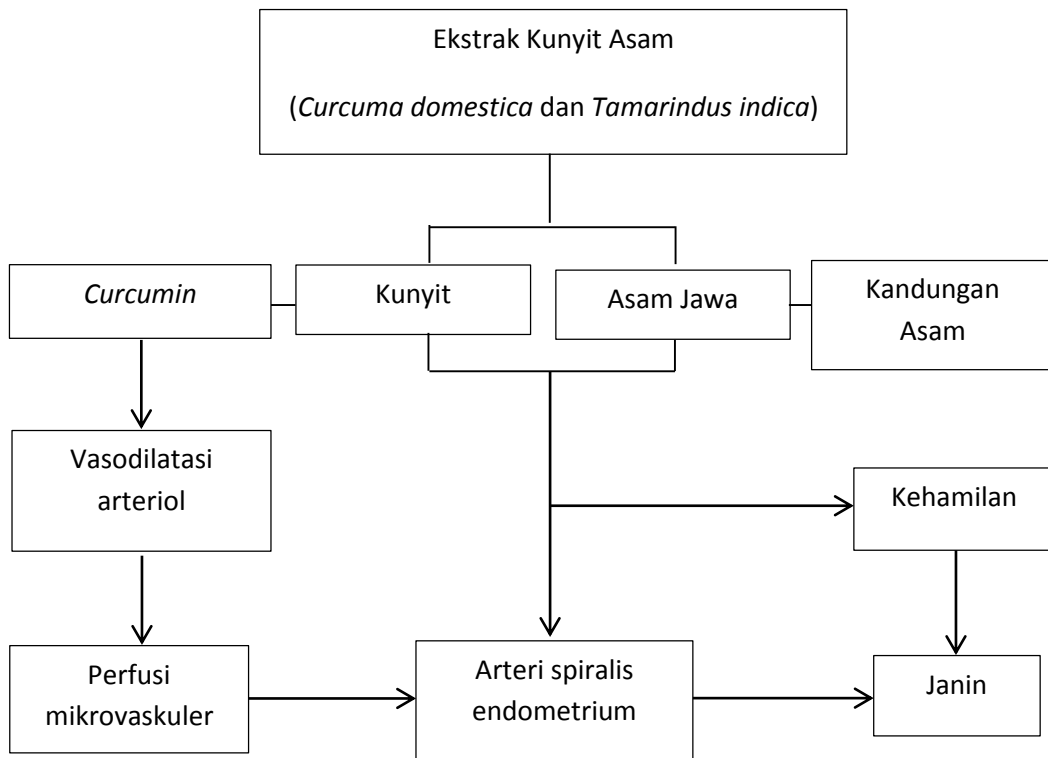 Ekstrak Kunyit Asam
(Curcuma domestica dan Tamarindus indica)
Curcumin
Kunyit
Asam Jawa
Kandungan
Asam
Vasodilatasi
arteriol
Kehamilan
Perfusi
mikrovaskuler
Arteri spiralis
endometrium
Janin